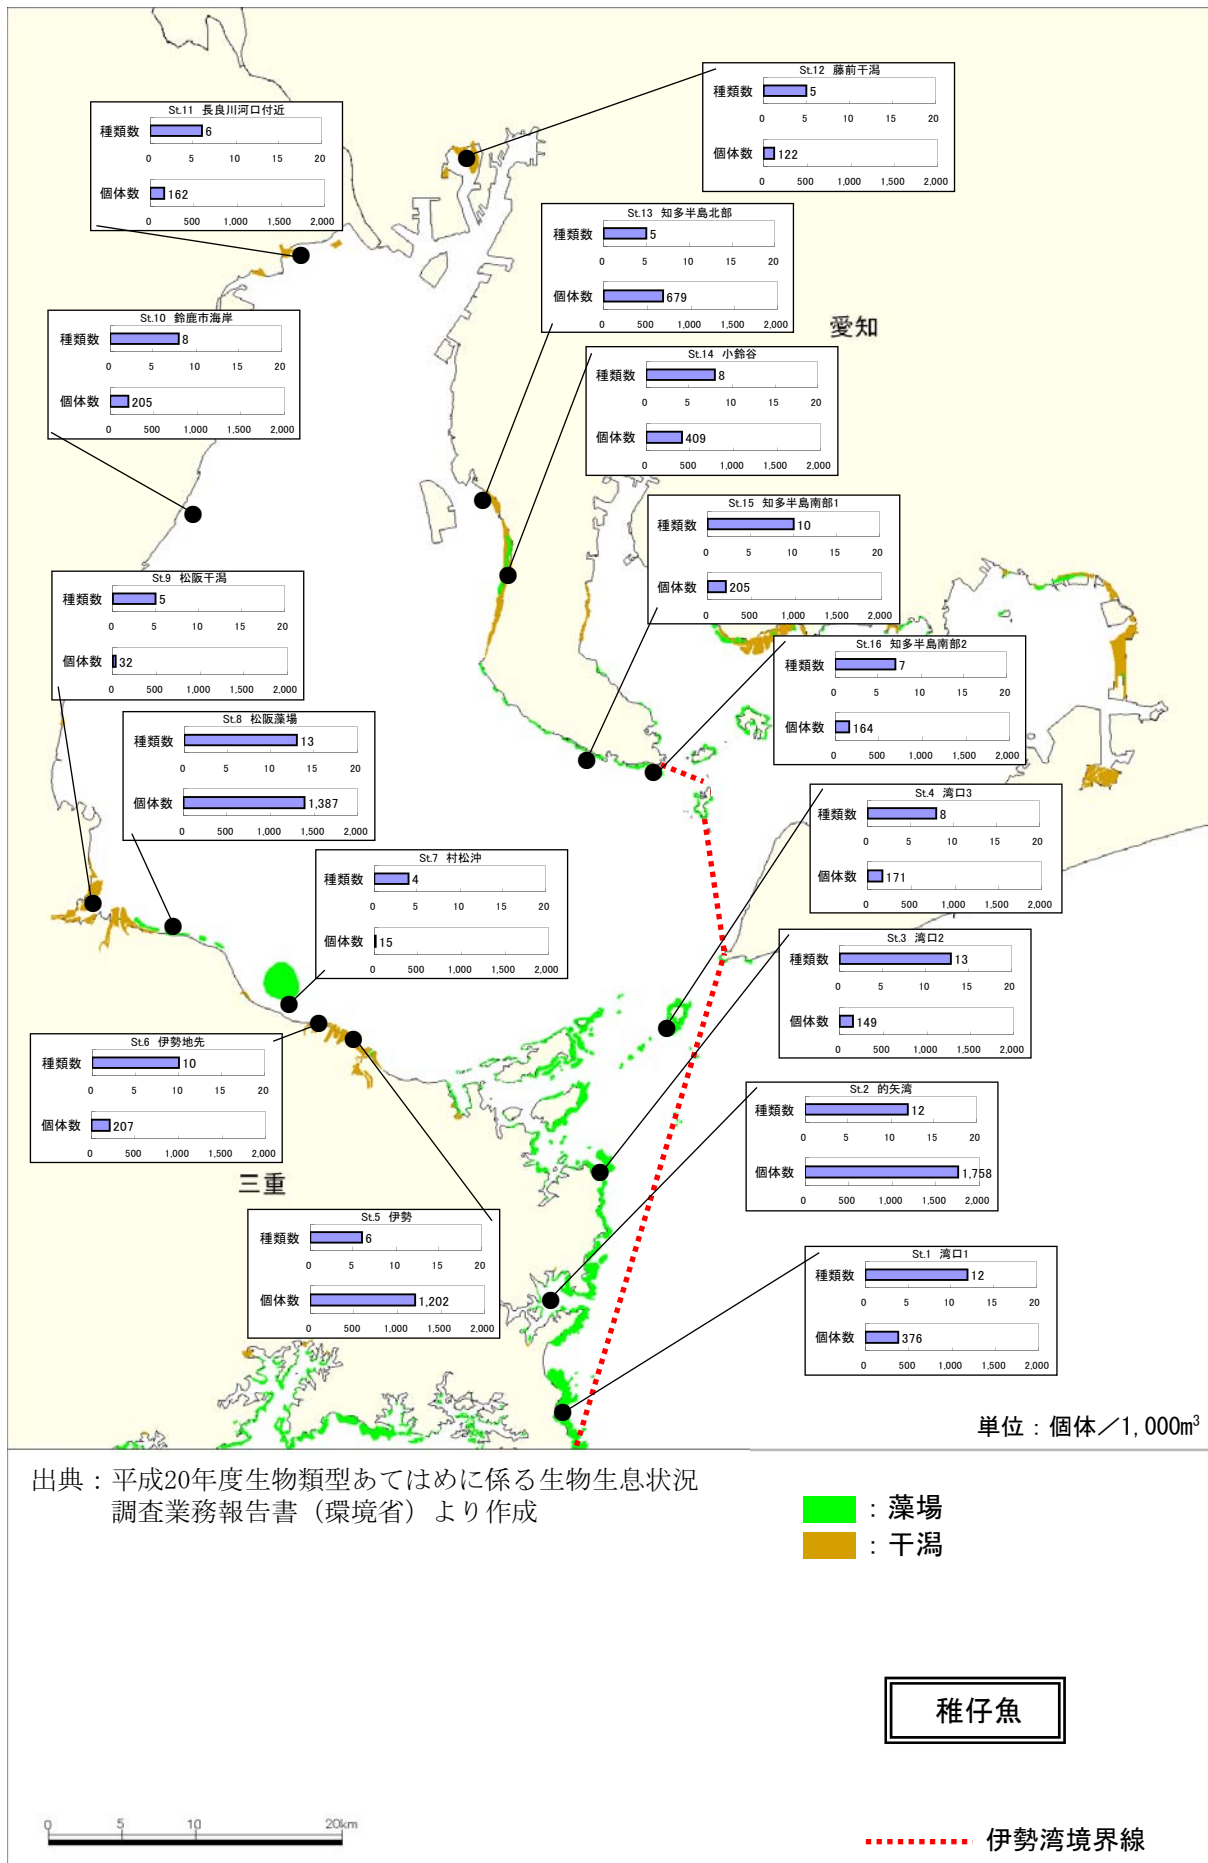 St.12 藤前干潟
種類数 5
0 5 10 15 20
個体数 122
0 500 1,000 1,500 2,000
St.11 長良川河口付近
種類数 6
0 5 10 15 20
個体数 162
0 500 1,000 1,500 2,000
St.13 知多半島北部
種類数 5
0 5 10 15 20
個体数 679
0 500 1,000 1,500 2,000
愛知
St.10 鈴鹿市海岸
種類数 8
0 5 10 15 20
個体数 205
0 500 1,000 1,500 2,000
St.14 小鈴谷
種類数 8
0 5 10 15 20
個体数 409
0 500 1,000 1,500 2,000
St.15 知多半島南部1
種類数 10
0 5 10 15 20
個体数 205
0 500 1,000 1,500 2,000
St.9 松阪干潟
種類数 5
0 5 10 15 20
個体数 32
0 500 1,000 1,500 2,000
St.16 知多半島南部2
種類数 7
0 5 10 15 20
個体数 164
0 500 1,000 1,500 2,000
St.8 松阪藻場
種類数 13
0 5 10 15 20
個体数 1,387
0 500 1,000 1,500 2,000
St.4 湾口3
種類数 8
0 5 10 15 20
個体数 171
0 500 1,000 1,500 2,000
St.7 村松沖
種類数 4
0 5 10 15 20
個体数 15
0 500 1,000 1,500 2,000
St.3 湾口2
種類数 13
0 5 10 15 20
個体数 149
0 500 1,000 1,500 2,000
St.6 伊勢地先
種類数 10
0 5 10 15 20
個体数 207
0 500 1,000 1,500 2,000
三重
St.2 的矢湾
種類数 12
0 5 10 15 20
個体数 1,758
0 500 1,000 1,500 2,000
St.5 伊勢
種類数 6
0 5 10 15 20
個体数 1,202
0 500 1,000 1,500 2,000
St.1 湾口1
種類数 12
0 5 10 15 20
個体数 376
0 500 1,000 1,500 2,000
単位：個体／1,000m³
出典：平成20年度生物類型あてはめに係る生物生息状況
調査業務報告書（環境省）より作成
：藻場
：干潟
稚仔魚
0 5 10 20km
伊勢湾境界線